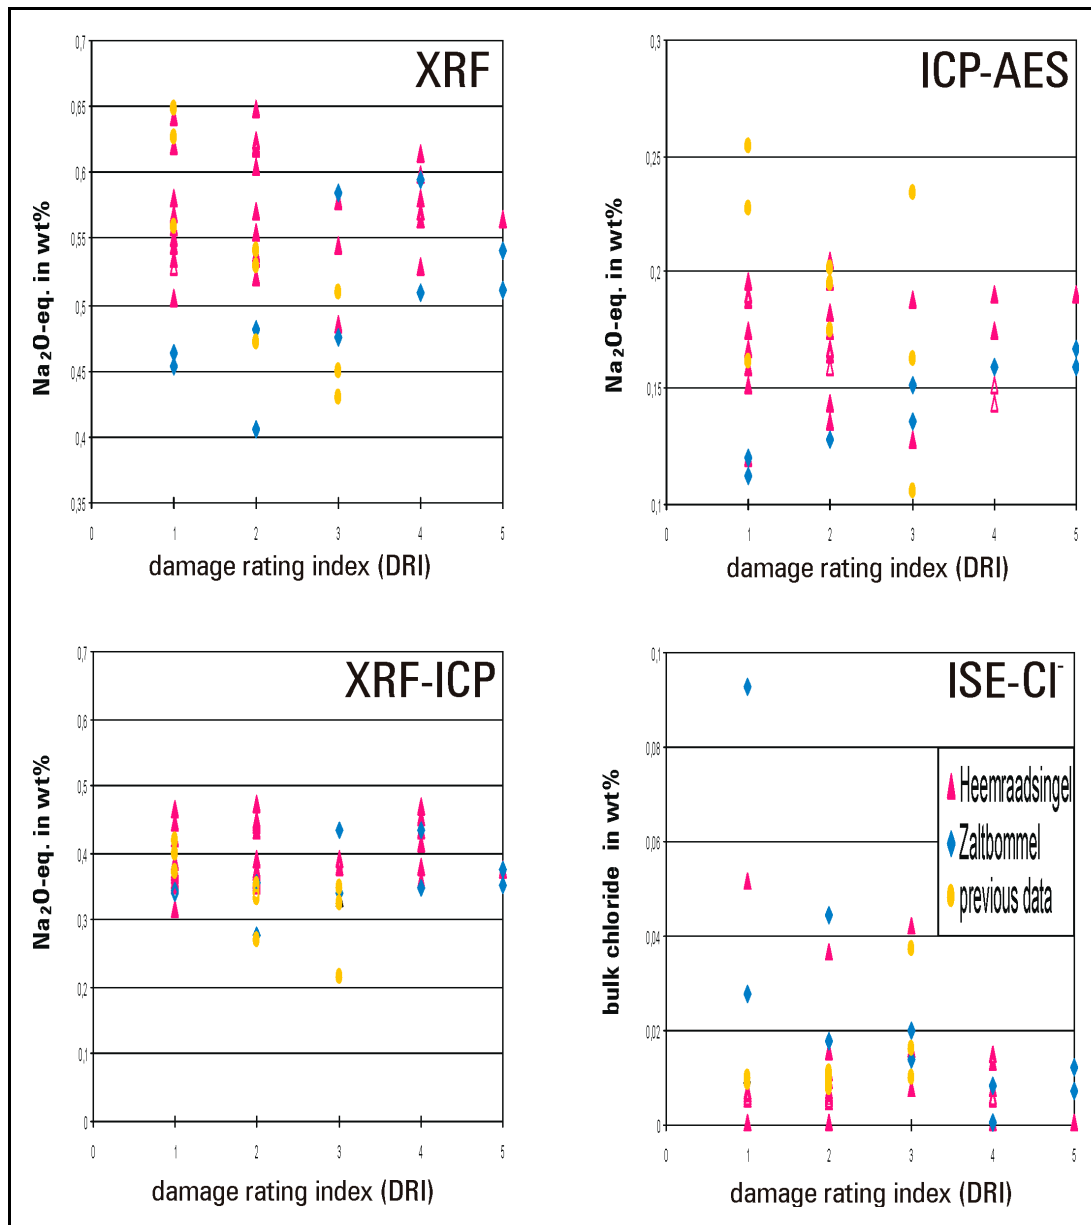 XRF
0,7
0,65
0,6
0,55
0,5
0,45
0,4
0,35
0 1 2 3 4 5
Na₂O-eq. in wt%
damage rating index (DRI)
ICP-AES
0,3
0,25
0,2
0,15
0,1
0 1 2 3 4 5
Na₂O-eq. in wt%
damage rating index (DRI)
XRF-ICP
0,7
0,6
0,5
0,4
0,3
0,2
0,1
0
0 1 2 3 4 5
Na₂O-eq. in wt%
damage rating index (DRI)
ISE-Cl⁻
0,1
0,08
0,06
0,04
0,02
0
0 1 2 3 4 5
bulk chloride in wt%
Heemraadsingel
Zaltbommel
previous data
damage rating index (DRI)